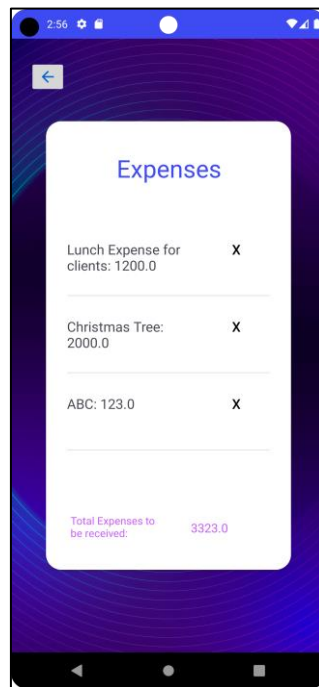 2:56
Expenses
Lunch Expense for
clients: 1200.0
X
Christmas Tree:
2000.0
X
ABC: 123.0
X
Total Expenses to
be received:
3323.0